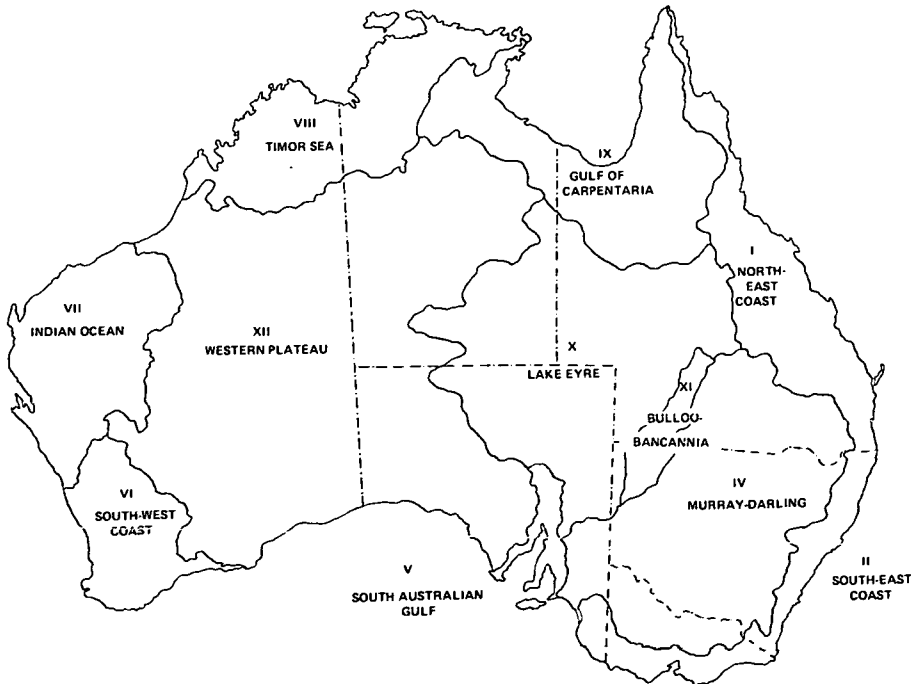 VIII
TIMOR SEA
IX
GULF OF
CARPENTARIA
I
NORTH-
EAST
COAST
VII
INDIAN OCEAN
XII
WESTERN PLATEAU
X
LAKE EYRE
XI
BULLOO-
BANCANNIA
VI
SOUTH-WEST
COAST
IV
MURRAY-DARLING
V
SOUTH AUSTRALIAN
GULF
II
SOUTH-EAST
COAST